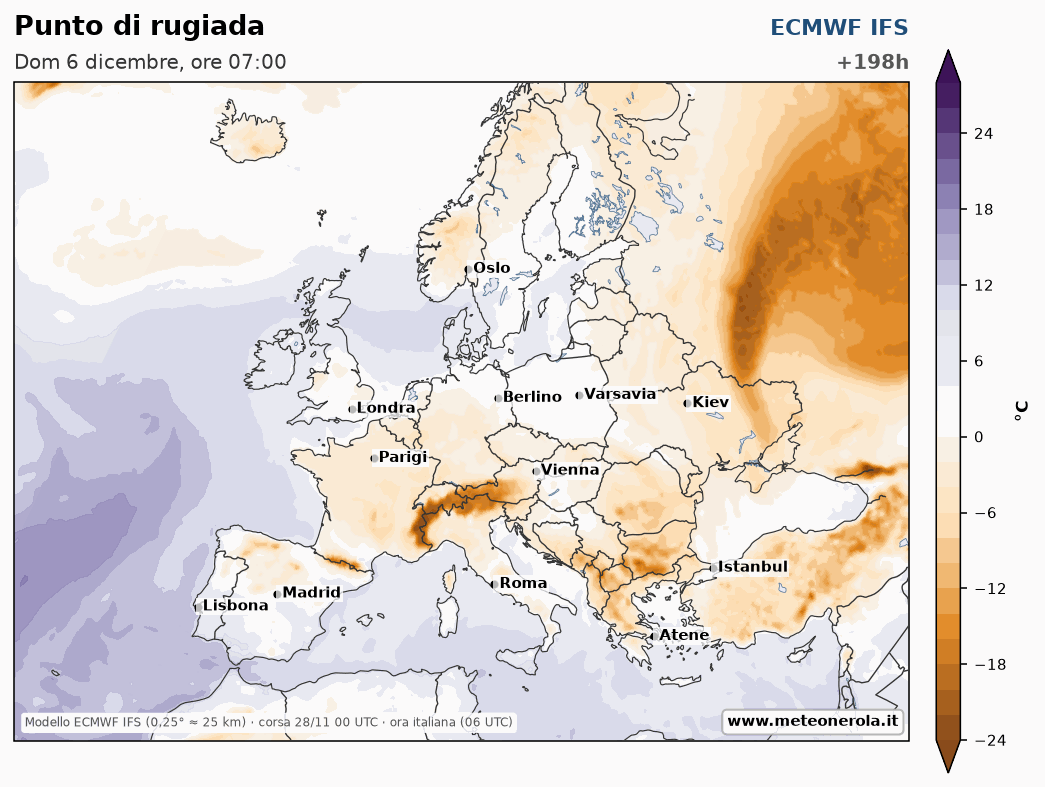 Punto di rugiada
ECMWF IFS
Dom 6 dicembre, ore 07:00
+198h
24
18
12
6
0
−6
−12
−18
−24
°C
Oslo
Berlino
Varsavia
Kiev
Londra
Parigi
Vienna
Istanbul
Roma
Madrid
Lisbona
Atene
Modello ECMWF IFS (0,25° ≈ 25 km) · corsa 28/11 00 UTC · ora italiana (06 UTC)
www.meteonerola.it